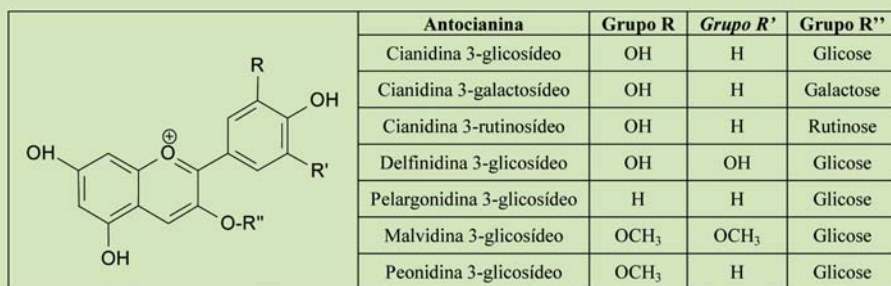 Antocianina Grupo R Grupo R' Grupo R''
Cianidina 3-glicosídeo OH H Glicose
Cianidina 3-galactosídeo OH H Galactose
Cianidina 3-rutinosídeo OH H Rutinose
Delfinidina 3-glicosídeo OH OH Glicose
Pelargonidina 3-glicosídeo H H Glicose
Malvidina 3-glicosídeo OCH₃ OCH₃ Glicose
Peonidina 3-glicosídeo OCH₃ H Glicose
R
OH
OH
O
+
R'
O-R''
OH